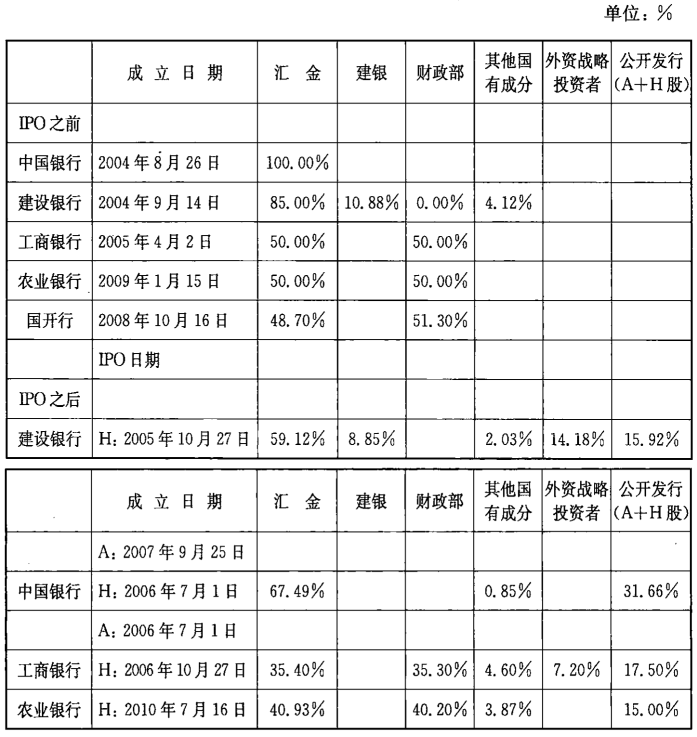 单位：%
成立日期 汇金 建银 财政部 其他国有成分 外资战略投资者 公开发行(A+H股)
IPO之前
中国银行 2004年8月26日 100.00%
建设银行 2004年9月14日 85.00% 10.88% 0.00% 4.12%
工商银行 2005年4月2日 50.00% 50.00%
农业银行 2009年1月15日 50.00% 50.00%
国开行 2008年10月16日 48.70% 51.30%
IPO日期
IPO之后
建设银行 H：2005年10月27日 59.12% 8.85% 2.03% 14.18% 15.92%
成立日期 汇金 建银 财政部 其他国有成分 外资战略投资者 公开发行(A+H股)
A：2007年9月25日
中国银行 H：2006年7月1日 67.49% 0.85% 31.66%
A：2006年7月1日
工商银行 H：2006年10月27日 35.40% 35.30% 4.60% 7.20% 17.50%
农业银行 H：2010年7月16日 40.93% 40.20% 3.87% 15.00%